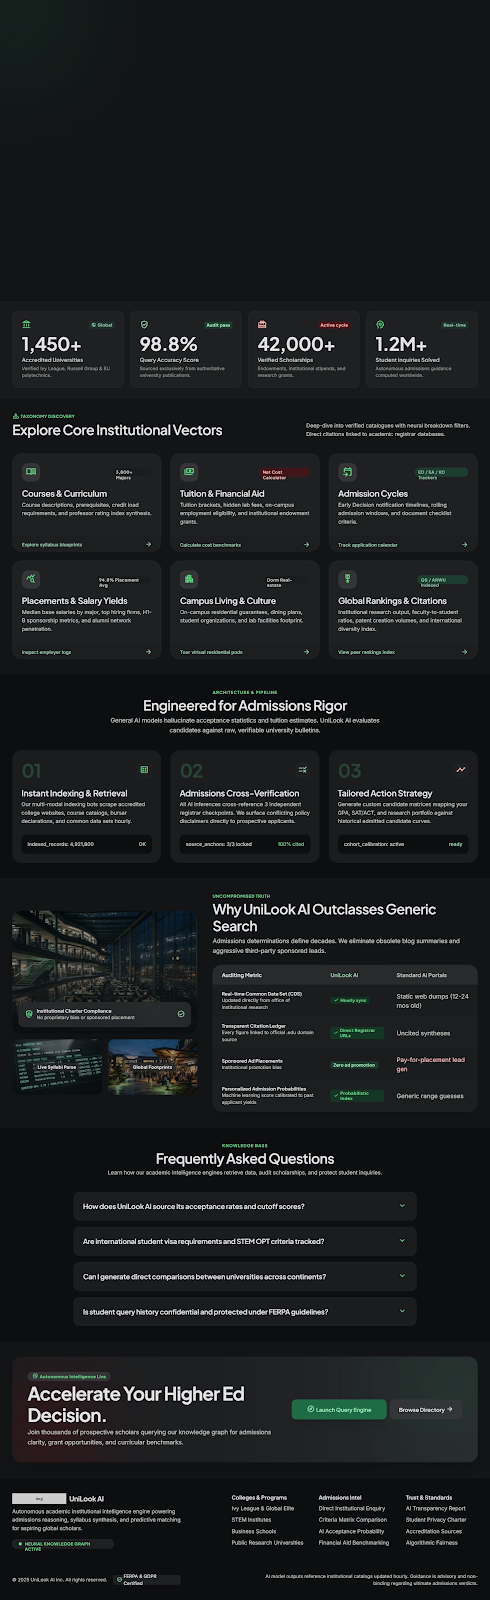 Global
Audit pass
Active cycle
Real-time
1,450+
98.8%
42,000+
1.2M+
Accredited Universities
Query Accuracy Score
Verified Scholarships
Student Inquiries Solved
Verified Ivy League, Russell Group & EU
polytechnics.
Sourced exclusively from authoritative
university publications.
Endowments, institutional stipends, and
research grants.
Autonomous admissions guidance
computed worldwide.
TAXONOMY DISCOVERY
Explore Core Institutional Vectors
Deep-dive into verified catalogues with neural breakdown filters.
Direct citations linked to academic registrar databases.
3,800+
Majors
Courses & Curriculum
Course descriptions, prerequisites, credit load
requirements, and professor rating index synthesis.
Explore syllabus blueprints
Net Cost
Calculator
Tuition & Financial Aid
Tuition brackets, hidden lab fees, on-campus
employment eligibility, and institutional endowment
grants.
Calculate cost benchmarks
ED / EA / RD
Trackers
Admission Cycles
Early Decision notification timelines, rolling
admission windows, and document checklist
criteria.
Track application calendar
94.6% Placement
Avg
Placements & Salary Yields
Median base salaries by major, top hiring firms, H1-
B sponsorship metrics, and alumni network
penetration.
Inspect employer logs
Dorm Real-
estate
Campus Living & Culture
On-campus residential guarantees, dining plans,
student organizations, and lab facilities footprint.
Tour virtual residential pods
QS / ARWU
Indexed
Global Rankings & Citations
Institutional research output, faculty-to-student
ratios, patent creation volumes, and international
diversity index.
View peer rankings index
ARCHITECTURE & PIPELINE
Engineered for Admissions Rigor
General AI models hallucinate acceptance statistics and tuition estimates. UniLook AI evaluates
candidates against raw, verifiable university bulletins.
01
Instant Indexing & Retrieval
Our multi-modal indexing bots scrape accredited
college websites, course catalogs, bursar
declarations, and common data sets hourly.
indexed_records: 4,921,800
OK
02
Admissions Cross-Verification
All AI inferences cross-reference 3 independent
registrar checkpoints. We surface conflicting policy
disclaimers directly to prospective applicants.
source_anchors: 3/3 locked
100% cited
03
Tailored Action Strategy
Generate custom candidate matrices mapping your
GPA, SAT/ACT, and research portfolio against
historical admitted candidate curves.
cohort_calibration: active
ready
Institutional Charter Compliance
No proprietary bias or sponsored placement
Live Syllabi Parse
Global Footprints
UNCOMPROMISED TRUTH
Why UniLook AI Outclasses Generic
Search
Admissions determinations define decades. We eliminate obsolete blog summaries and
aggressive third-party sponsored leads.
Auditing Metric
UniLook AI
Standard AI Portals
Real-time Common Data Set (CDS)
Updated directly from office of
institutional research
Hourly sync
Static web dumps (12-24
mos old)
Transparent Citation Ledger
Every figure linked to official .edu domain
source
Direct Registrar
URLs
Uncited syntheses
Sponsored Ad Placements
Institutional promotion bias
Zero ad promotion
Pay-for-placement lead
gen
Personalized Admission Probabilities
Machine learning score calibrated to past
applicant yields
Probabilistic
Index
Generic range guesses
KNOWLEDGE BASE
Frequently Asked Questions
Learn how our academic intelligence engines retrieve data, audit scholarships, and protect student inquiries.
How does UniLook AI source its acceptance rates and cutoff scores?
Are international student visa requirements and STEM OPT criteria tracked?
Can I generate direct comparisons between universities across continents?
Is student query history confidential and protected under FERPA guidelines?
Autonomous Intelligence Live
Accelerate Your Higher Ed
Decision.
Join thousands of prospective scholars querying our knowledge graph for admissions
clarity, grant opportunities, and curricular benchmarks.
Launch Query Engine
Browse Directory
UniLook AI
Autonomous academic institutional intelligence engine powering
admissions reasoning, syllabus synthesis, and predictive matching
for aspiring global scholars.
NEURAL KNOWLEDGE GRAPH
ACTIVE
Colleges & Programs
Ivy League & Global Elite
STEM Institutes
Business Schools
Public Research Universities
Admissions Intel
Direct Institutional Enquiry
Criteria Matrix Comparison
AI Acceptance Probability
Financial Aid Benchmarking
Trust & Standards
AI Transparency Report
Student Privacy Charter
Accreditation Sources
Algorithmic Fairness
© 2025 UniLook AI Inc. All rights reserved.
FERPA & GDPR
Certified
AI model outputs reference institutional catalogs updated hourly. Guidance is advisory and non-
binding regarding ultimate admissions verdicts.